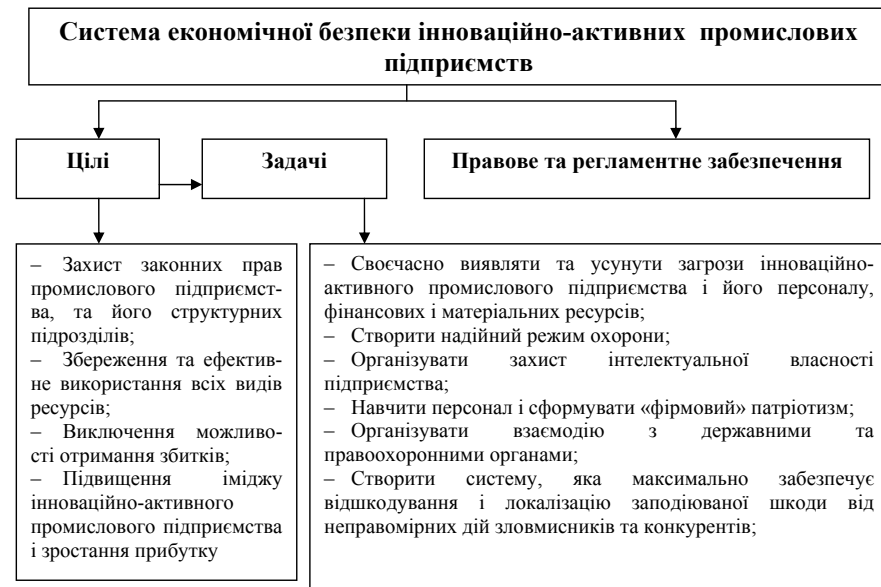 Система економічної безпеки інноваційно-активних промислових
підприємств
Цілі
Задачі
Правове та регламентне забезпечення
– Захист законних прав
промислового підприємст-
ва, та його структурних
підрозділів;
– Збереження та ефектив-
не використання всіх видів
ресурсів;
– Виключення можливо-
сті отримання збитків;
– Підвищення іміджу
інноваційно-активного
промислового підприємства
і зростання прибутку
– Своєчасно виявляти та усунути загрози інноваційно-
активного промислового підприємства і його персоналу,
фінансових і матеріальних ресурсів;
– Створити надійний режим охорони;
– Організувати захист інтелектуальної власності
підприємства;
– Навчити персонал і сформувати «фірмовий» патріотизм;
– Організувати взаємодію з державними та
правоохоронними органами;
– Створити систему, яка максимально забезпечує
відшкодування і локалізацію заподіюваної шкоди від
неправомірних дій зловмисників та конкурентів;